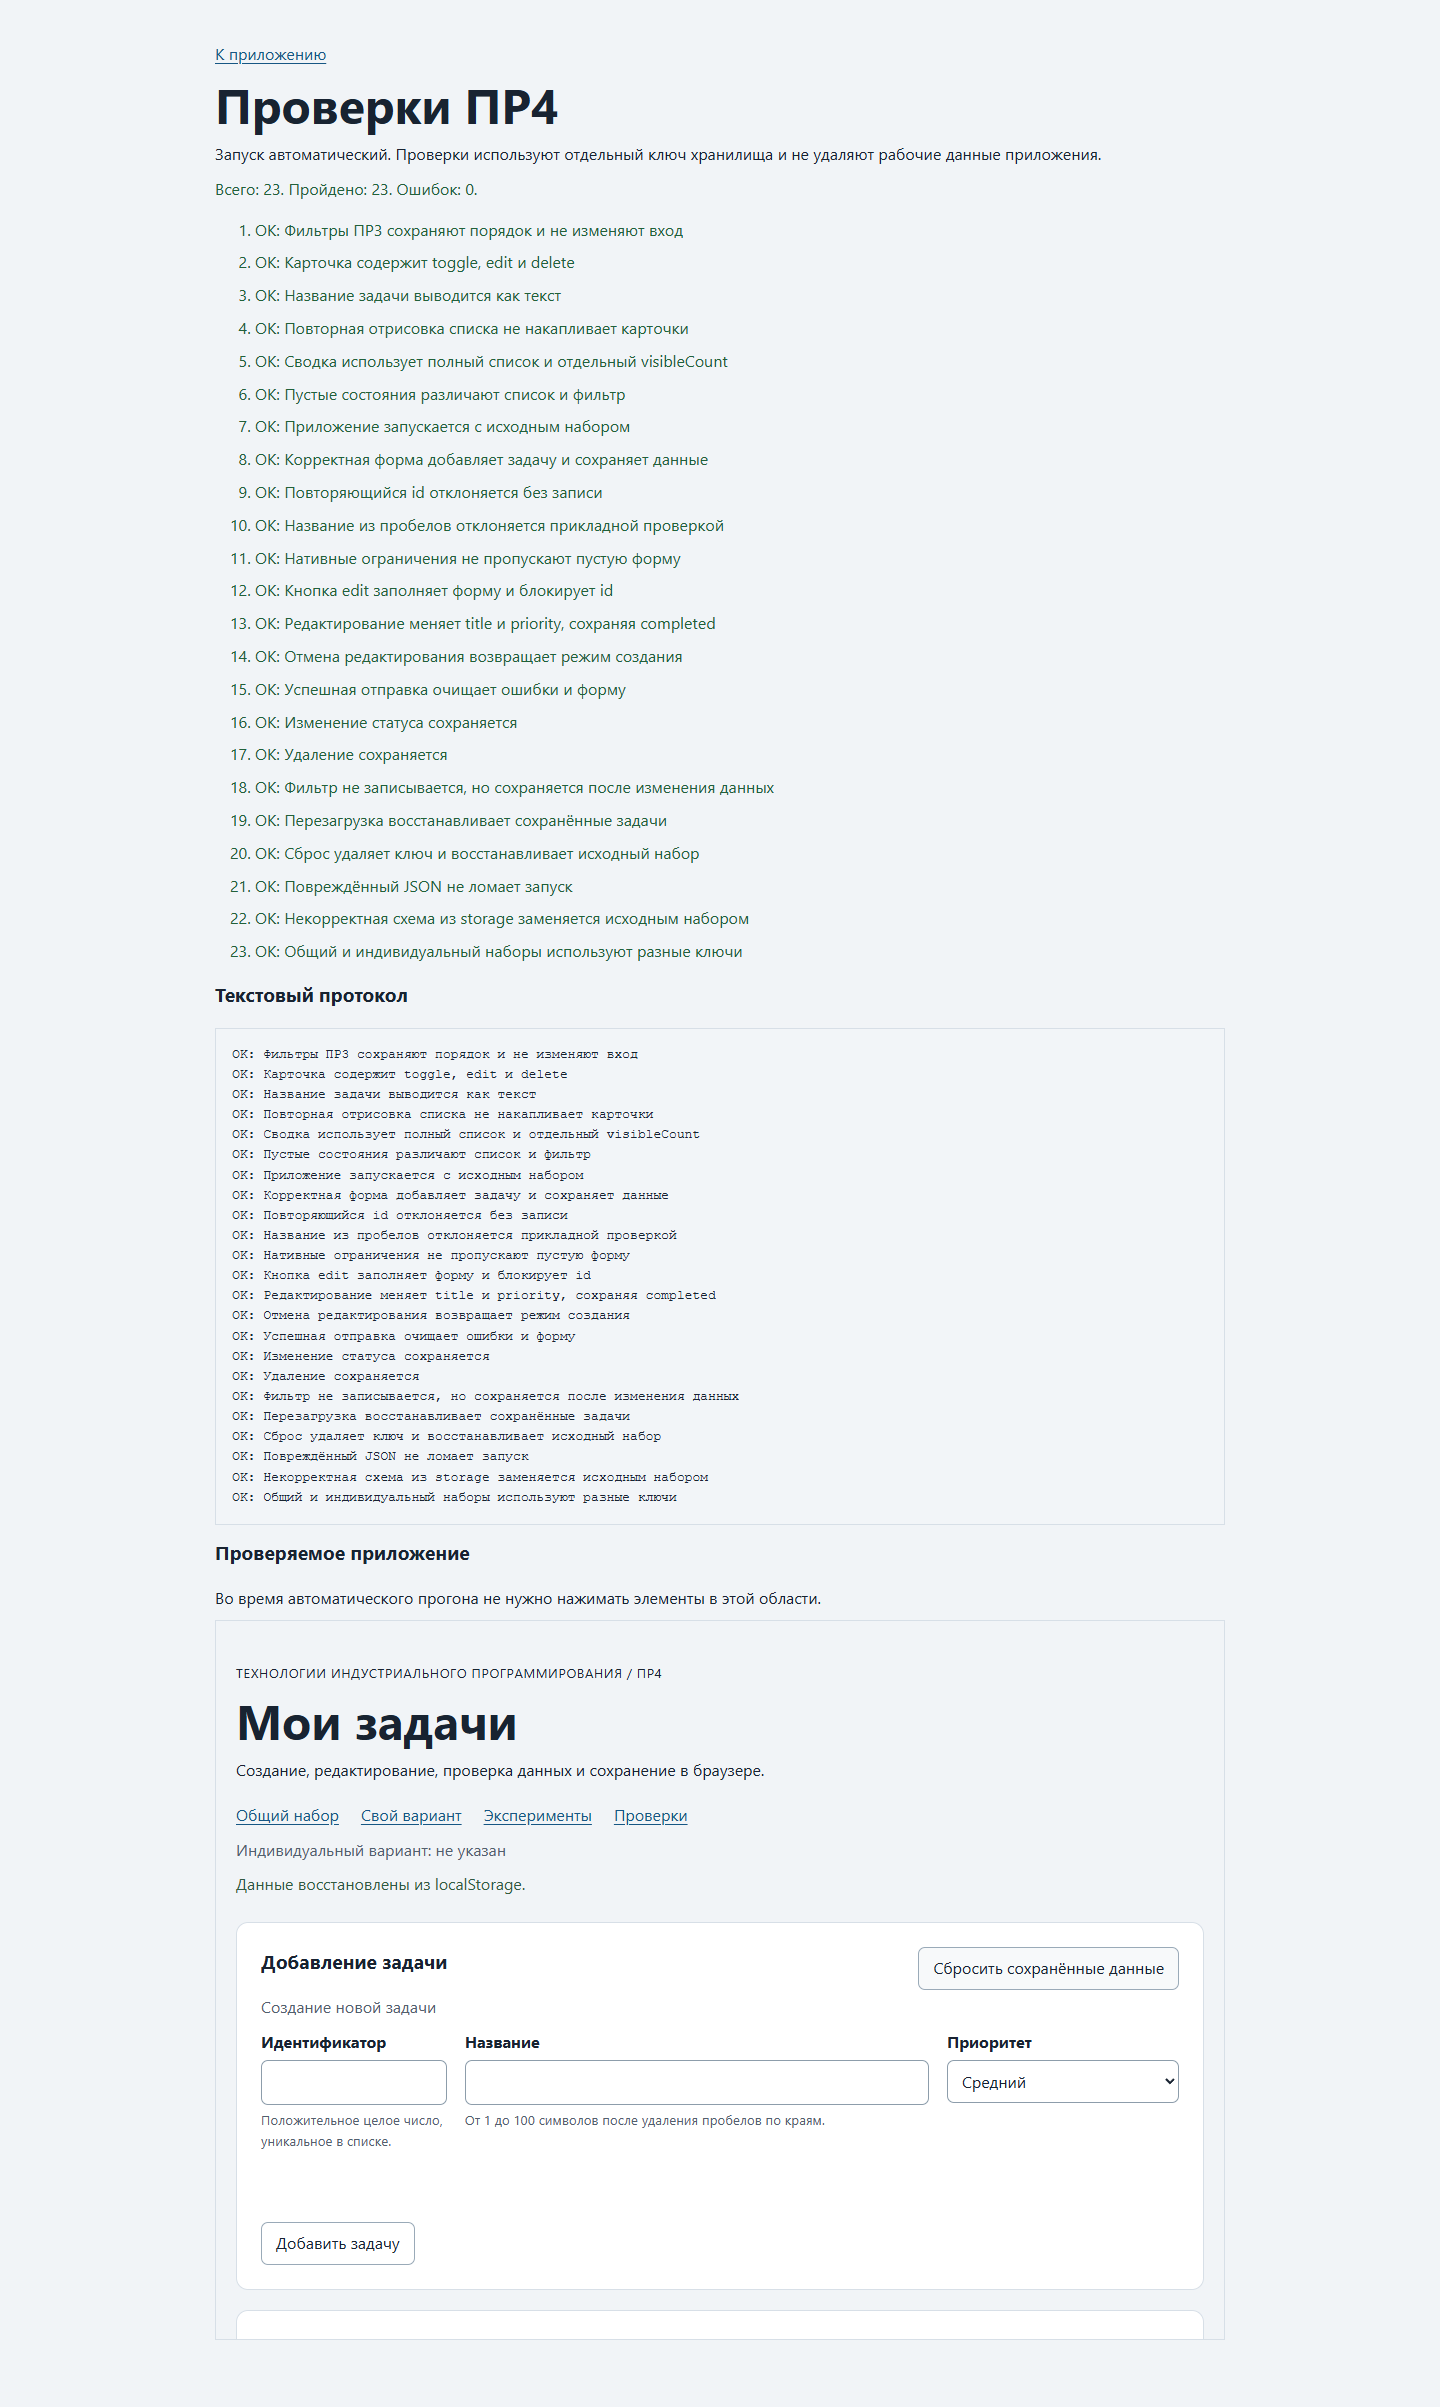 К приложению
Проверки ПР4
Запуск автоматический. Проверки используют отдельный ключ хранилища и не удаляют рабочие данные приложения.
Всего: 23. Пройдено: 23. Ошибок: 0.
1. OK: Фильтры ПР3 сохраняют порядок и не изменяют вход
2. OK: Карточка содержит toggle, edit и delete
3. OK: Название задачи выводится как текст
4. OK: Повторная отрисовка списка не накапливает карточки
5. OK: Сводка использует полный список и отдельный visibleCount
6. OK: Пустые состояния различают список и фильтр
7. OK: Приложение запускается с исходным набором
8. OK: Корректная форма добавляет задачу и сохраняет данные
9. OK: Повторяющийся id отклоняется без записи
10. OK: Название из пробелов отклоняется прикладной проверкой
11. OK: Нативные ограничения не пропускают пустую форму
12. OK: Кнопка edit заполняет форму и блокирует id
13. OK: Редактирование меняет title и priority, сохраняя completed
14. OK: Отмена редактирования возвращает режим создания
15. OK: Успешная отправка очищает ошибки и форму
16. OK: Изменение статуса сохраняется
17. OK: Удаление сохраняется
18. OK: Фильтр не записывается, но сохраняется после изменения данных
19. OK: Перезагрузка восстанавливает сохранённые задачи
20. OK: Сброс удаляет ключ и восстанавливает исходный набор
21. OK: Повреждённый JSON не ломает запуск
22. OK: Некорректная схема из storage заменяется исходным набором
23. OK: Общий и индивидуальный наборы используют разные ключи
Текстовый протокол
OK: Фильтры ПР3 сохраняют порядок и не изменяют вход
OK: Карточка содержит toggle, edit и delete
OK: Название задачи выводится как текст
OK: Повторная отрисовка списка не накапливает карточки
OK: Сводка использует полный список и отдельный visibleCount
OK: Пустые состояния различают список и фильтр
OK: Приложение запускается с исходным набором
OK: Корректная форма добавляет задачу и сохраняет данные
OK: Повторяющийся id отклоняется без записи
OK: Название из пробелов отклоняется прикладной проверкой
OK: Нативные ограничения не пропускают пустую форму
OK: Кнопка edit заполняет форму и блокирует id
OK: Редактирование меняет title и priority, сохраняя completed
OK: Отмена редактирования возвращает режим создания
OK: Успешная отправка очищает ошибки и форму
OK: Изменение статуса сохраняется
OK: Удаление сохраняется
OK: Фильтр не записывается, но сохраняется после изменения данных
OK: Перезагрузка восстанавливает сохранённые задачи
OK: Сброс удаляет ключ и восстанавливает исходный набор
OK: Повреждённый JSON не ломает запуск
OK: Некорректная схема из storage заменяется исходным набором
OK: Общий и индивидуальный наборы используют разные ключи
Проверяемое приложение
Во время автоматического прогона не нужно нажимать элементы в этой области.
ТЕХНОЛОГИИ ИНДУСТРИАЛЬНОГО ПРОГРАММИРОВАНИЯ / ПР4
Мои задачи
Создание, редактирование, проверка данных и сохранение в браузере.
Общий набор Свой вариант Эксперименты Проверки
Индивидуальный вариант: не указан
Данные восстановлены из localStorage.
Добавление задачи
Сбросить сохранённые данные
Создание новой задачи
Идентификатор Название Приоритет
Средний
Положительное целое число, От 1 до 100 символов после удаления пробелов по краям.
уникальное в списке.
Добавить задачу